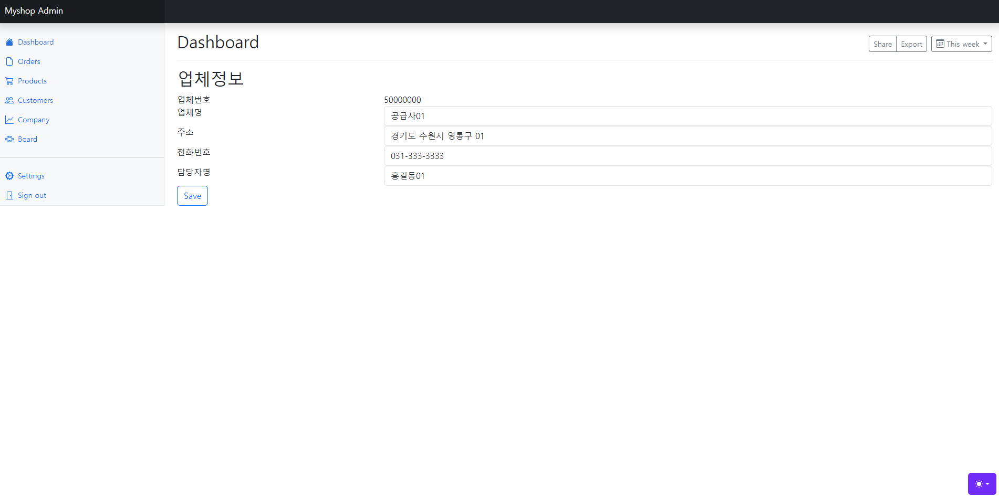 Myshop Admin
Dashboard
Orders
Products
Customers
Company
Board
Settings
Sign out
Dashboard
Share Export This week
업체정보
업체번호 50000000
업체명 공급사01
주소 경기도 수원시 영통구 01
전화번호 031-333-3333
담당자명 홍길동01
Save